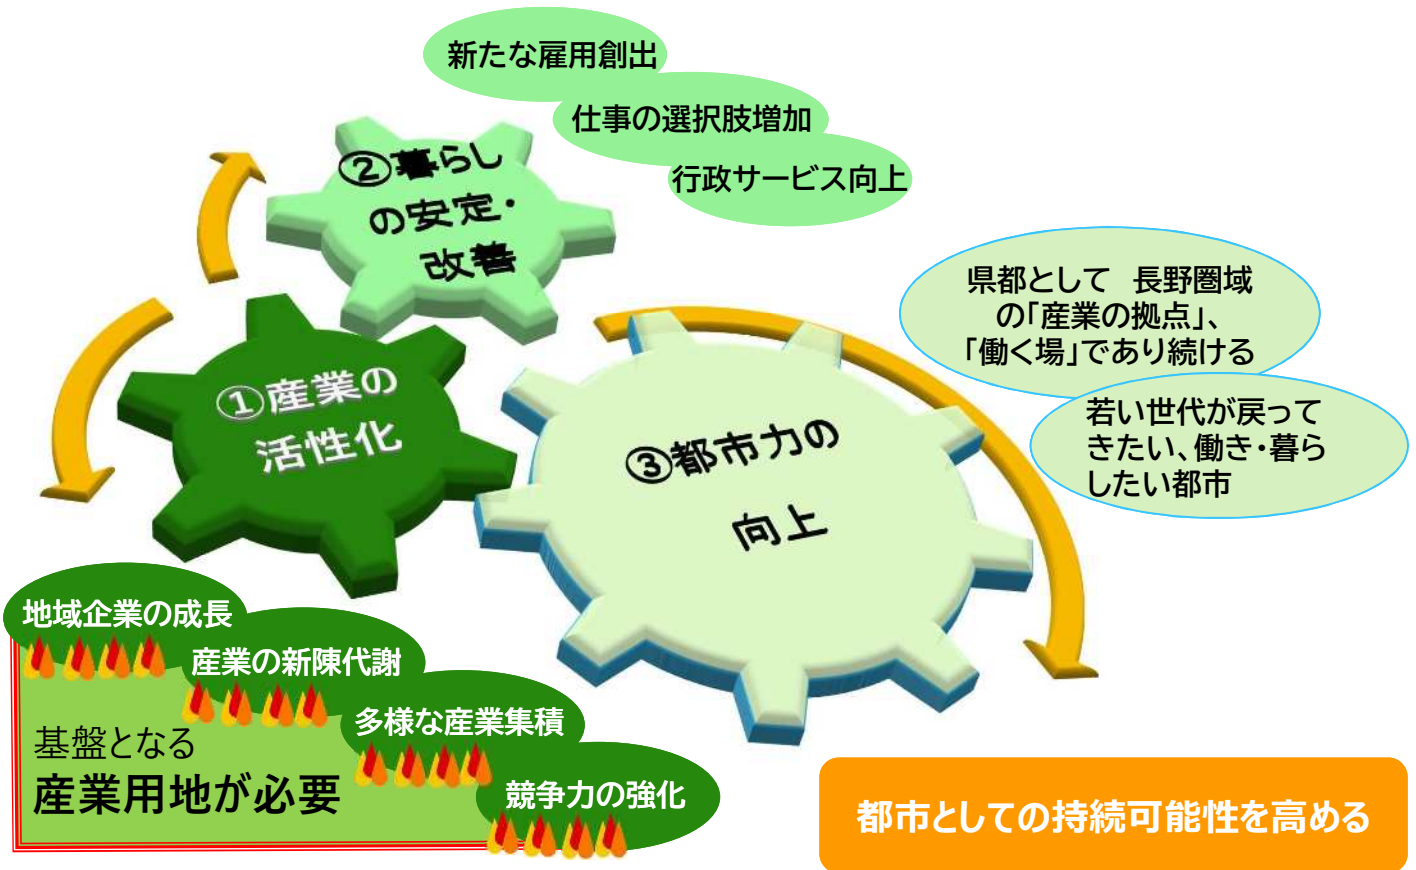 新たな雇用創出
仕事の選択肢増加
行政サービス向上
②暮らし
の安定・
改善
県都として　長野圏域
の「産業の拠点」、
「働く場」であり続ける
若い世代が戻って
きたい、働き・暮ら
したい都市
①産業の
活性化
③都市力の
向上
地域企業の成長
産業の新陳代謝
多様な産業集積
競争力の強化
基盤となる
産業用地が必要
都市としての持続可能性を高める